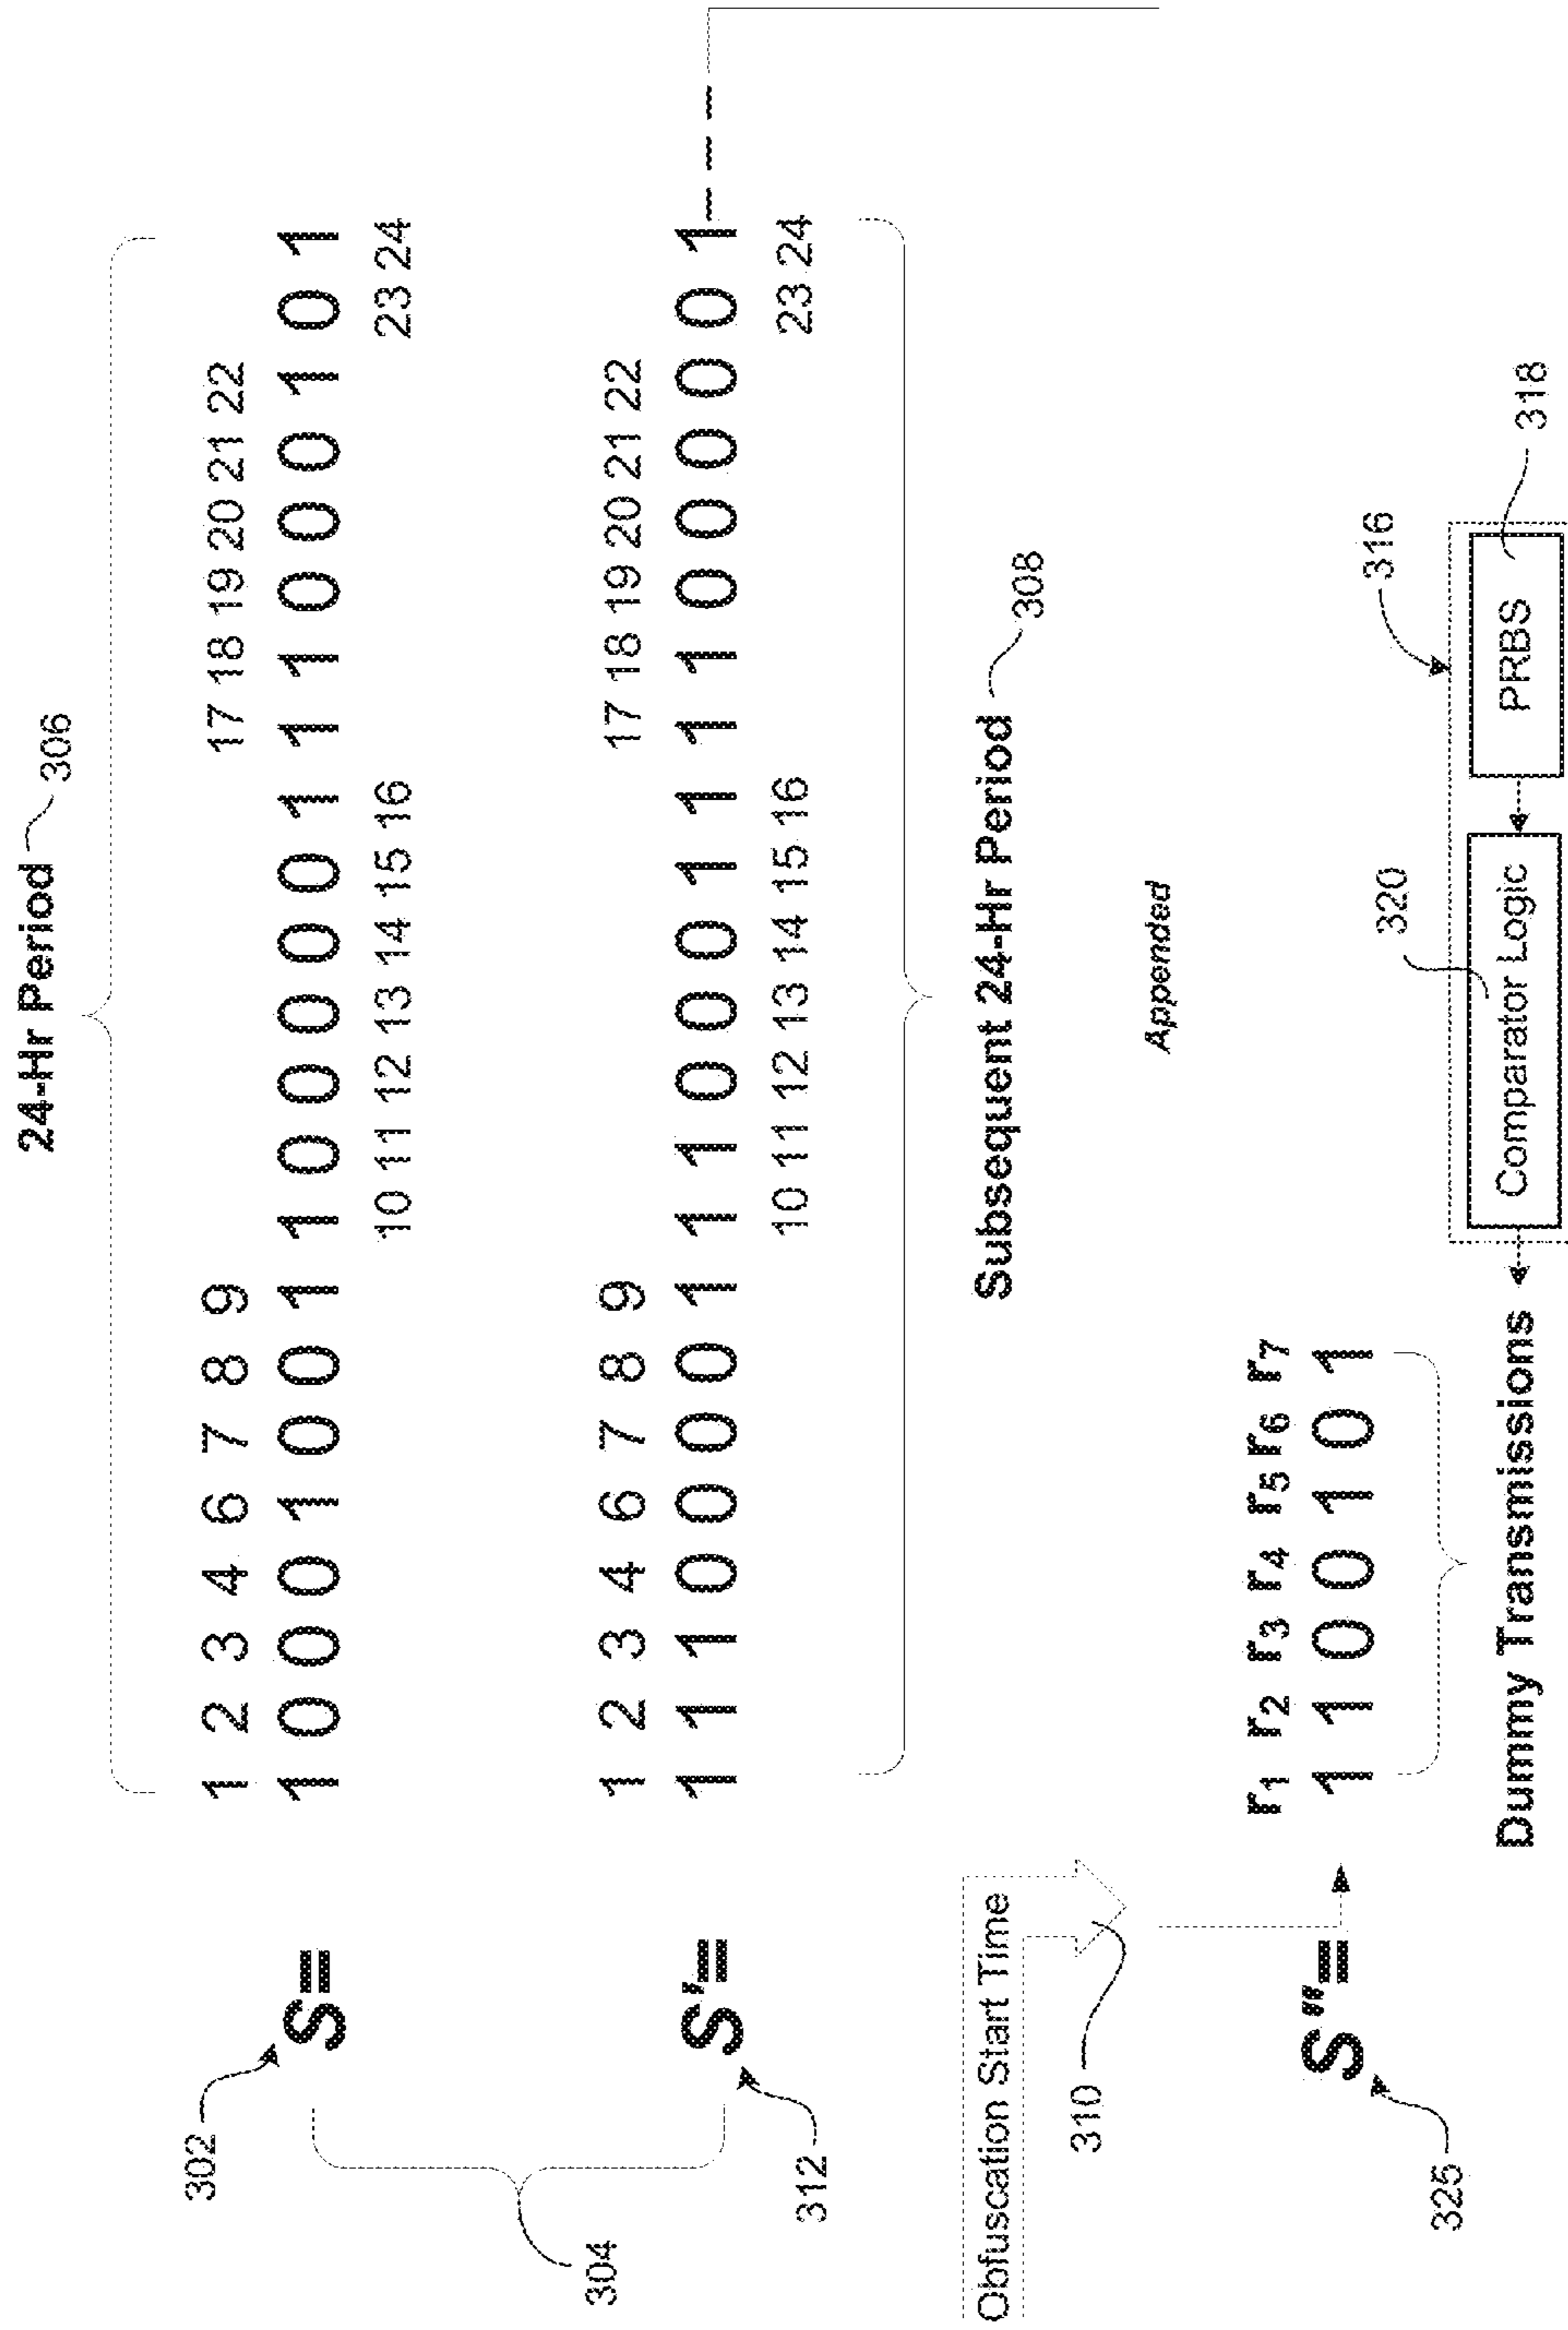 24-Hr Period 306
1 2 3 4 6 7 8 9 17 18 19 20 21 22
302
S= 1 0 0 0 1 0 0 1 1 0 0 0 0 0 1 1 1 0 0 0 1 0 1
10 11 12 13 14 15 16 23 24
304
1 2 3 4 6 7 8 9 17 18 19 20 21 22
S'= 1 1 1 0 0 0 0 1 1 1 0 0 0 1 1 1 1 0 0 0 0 0 1
312
10 11 12 13 14 15 16 23 24
Subsequent 24-Hr Period 308
Obfuscation Start Time
310
Appended
r1 r2 r3 r4 r5 r6 r7
S''= 1 1 0 0 1 0 1
325
320
316
Dummy Transmissions
Comparator Logic
PRBS
318